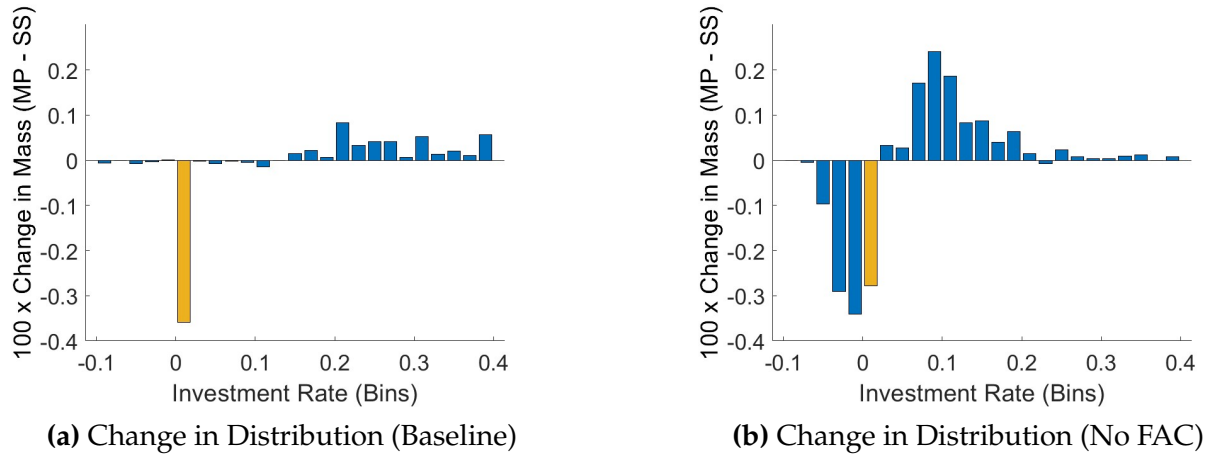 100 x Change in Mass (MP - SS)
0.2
0.1
0
-0.1
-0.2
-0.3
-0.4
-0.1 0 0.1 0.2 0.3 0.4
Investment Rate (Bins)
(a) Change in Distribution (Baseline)
100 x Change in Mass (MP - SS)
0.2
0.1
0
-0.1
-0.2
-0.3
-0.4
-0.1 0 0.1 0.2 0.3 0.4
Investment Rate (Bins)
(b) Change in Distribution (No FAC)